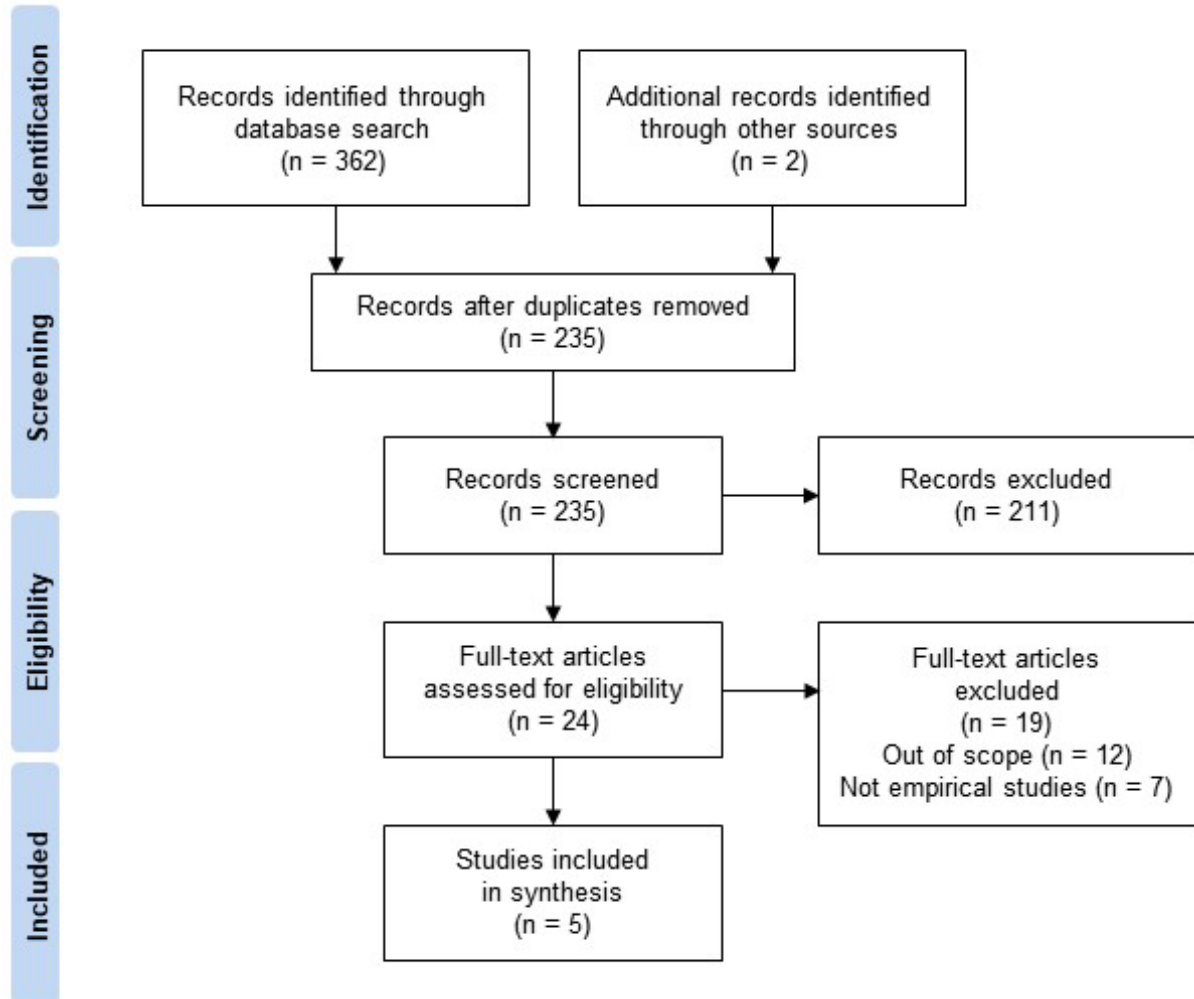 Identification
Records identified through
database search
(n = 362)
Additional records identified
through other sources
(n = 2)
Screening
Records after duplicates removed
(n = 235)
Records screened
(n = 235)
Records excluded
(n = 211)
Eligibility
Full-text articles
assessed for eligibility
(n = 24)
Full-text articles
excluded
(n = 19)
Out of scope (n = 12)
Not empirical studies (n = 7)
Included
Studies included
in synthesis
(n = 5)